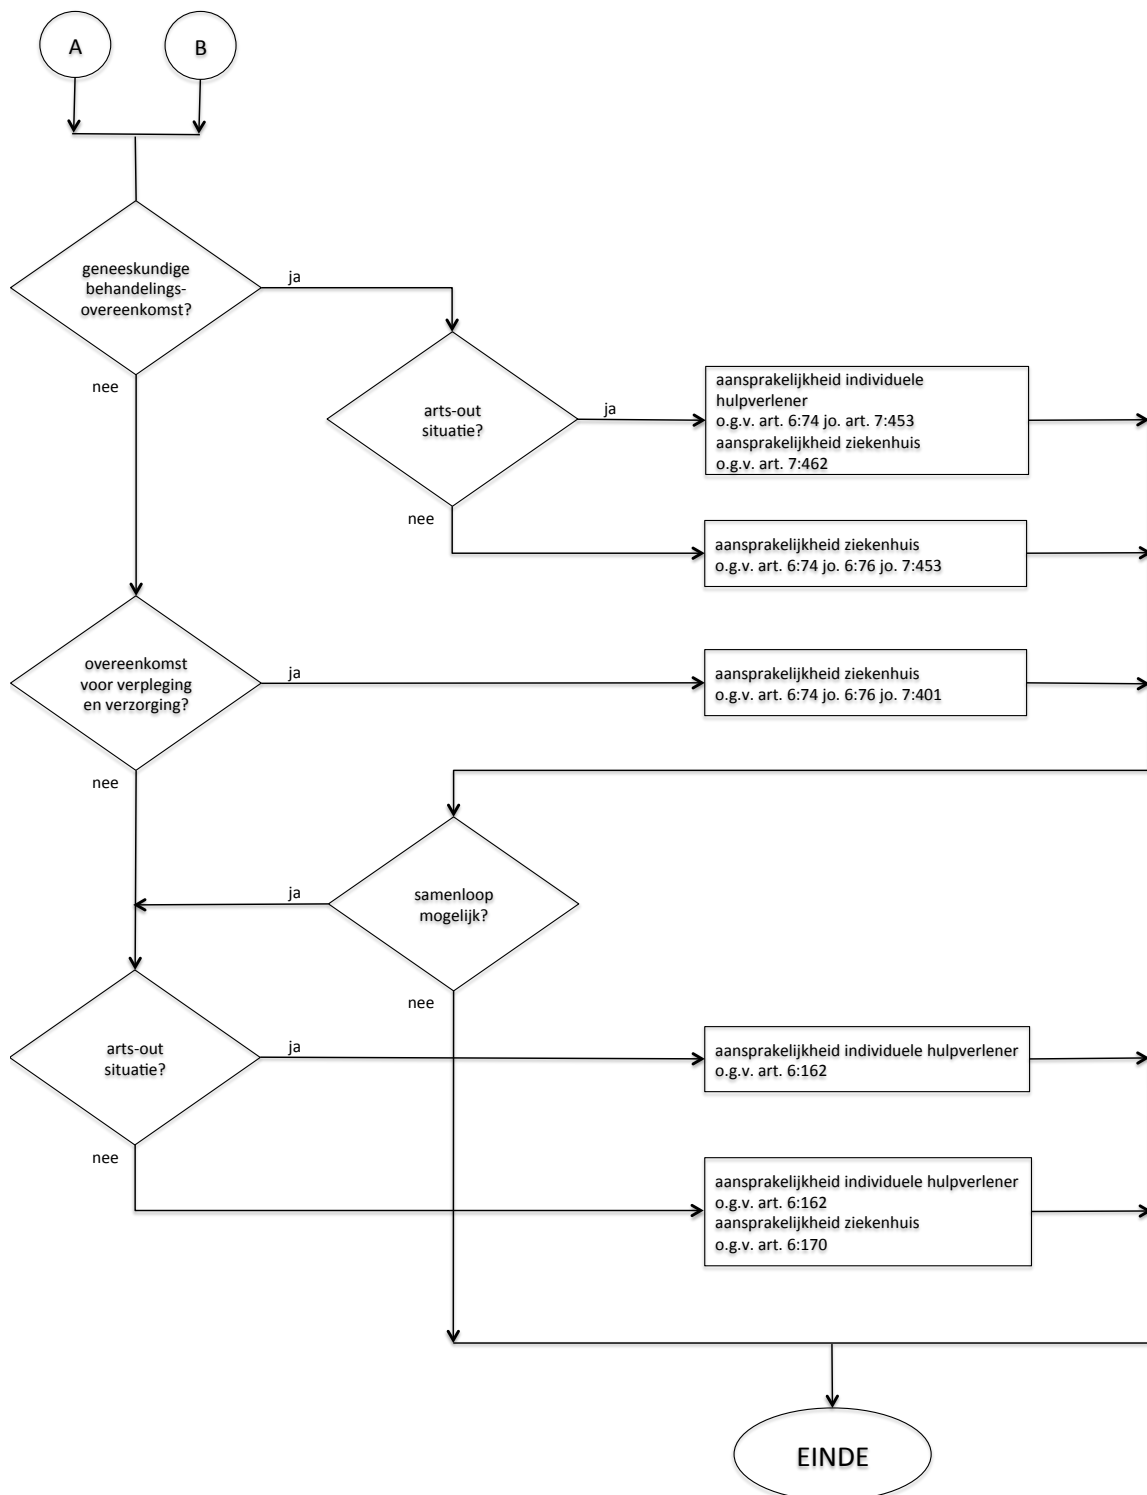 A
B
geneeskundige
behandelings-
overeenkomst?
ja
nee
arts-out
situatie?
ja
nee
aansprakelijkheid individuele
hulpverlener
o.g.v. art. 6:74 jo. art. 7:453
aansprakelijkheid ziekenhuis
o.g.v. art. 7:462
aansprakelijkheid ziekenhuis
o.g.v. art. 6:74 jo. 6:76 jo. 7:453
overeenkomst
voor verpleging
en verzorging?
ja
nee
aansprakelijkheid ziekenhuis
o.g.v. art. 6:74 jo. 6:76 jo. 7:401
samenloop
mogelijk?
ja
nee
arts-out
situatie?
ja
nee
aansprakelijkheid individuele hulpverlener
o.g.v. art. 6:162
aansprakelijkheid individuele hulpverlener
o.g.v. art. 6:162
aansprakelijkheid ziekenhuis
o.g.v. art. 6:170
EINDE